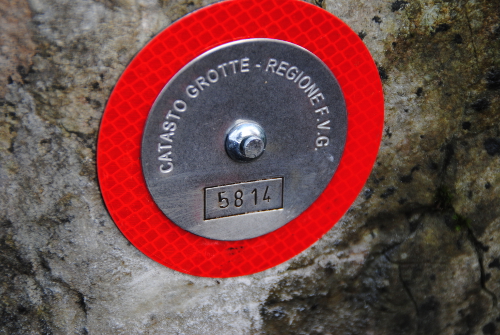 CATASTO GROTTE - REGIONE F.V.G.
5814